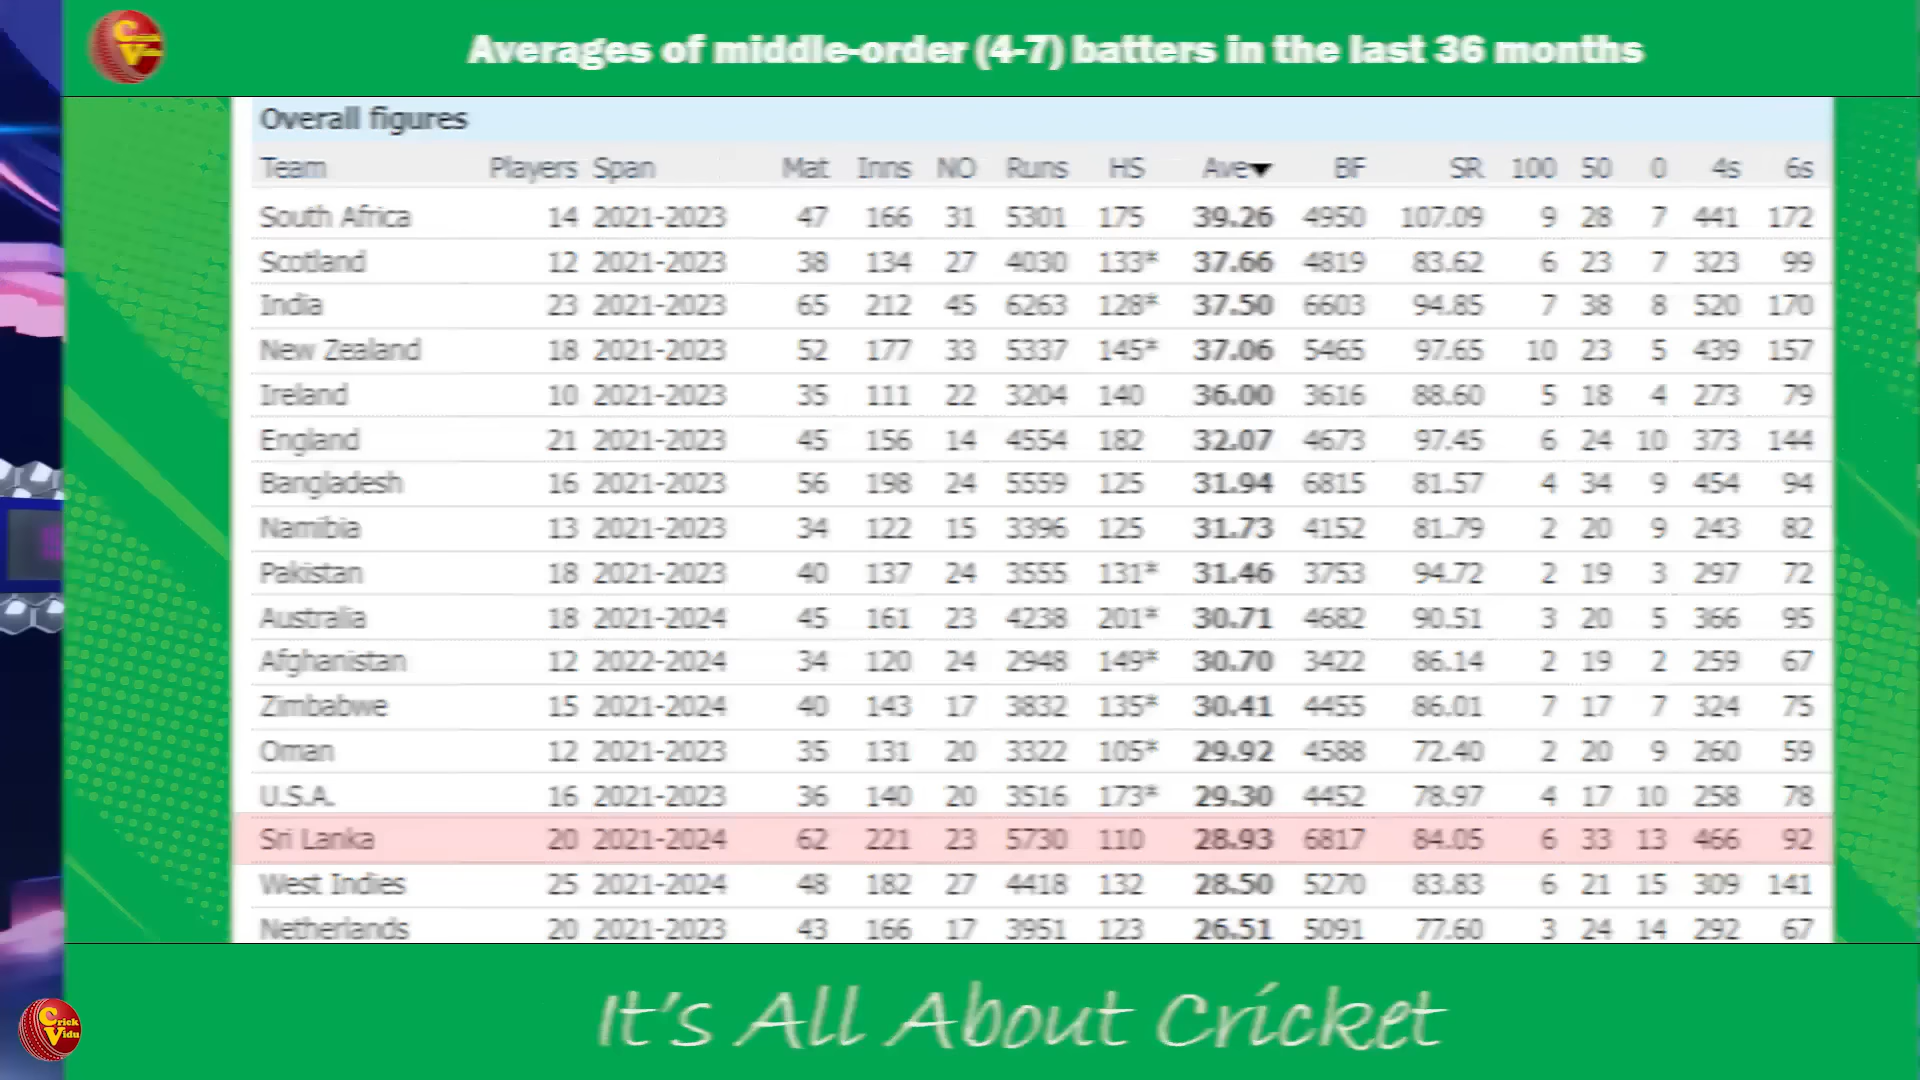 Crick Vidu
Averages of middle-order (4-7) batters in the last 36 months
Overall figures
Team Players Span Mat Inns NO Runs HS Ave▼ BF SR 100 50 0 4s 6s
South Africa 14 2021-2023 47 166 31 5301 175 39.26 4950 107.09 9 28 7 441 172
Scotland 12 2021-2023 38 134 27 4030 133* 37.66 4819 83.62 6 23 7 323 99
India 23 2021-2023 65 212 45 6263 128* 37.50 6603 94.85 7 38 8 520 170
New Zealand 18 2021-2023 52 177 33 5337 145* 37.06 5465 97.65 10 23 5 439 157
Ireland 10 2021-2023 35 111 22 3204 140 36.00 3616 88.60 5 18 4 273 79
England 21 2021-2023 45 156 14 4554 182 32.07 4673 97.45 6 24 10 373 144
Bangladesh 16 2021-2023 56 198 24 5559 125 31.94 6815 81.57 4 34 9 454 94
Namibia 13 2021-2023 34 122 15 3396 125 31.73 4152 81.79 2 20 9 243 82
Pakistan 18 2021-2023 40 137 24 3555 131* 31.46 3753 94.72 2 19 3 297 72
Australia 18 2021-2024 45 161 23 4238 201* 30.71 4682 90.51 3 20 5 366 95
Afghanistan 12 2022-2024 34 120 24 2948 149* 30.70 3422 86.14 2 19 2 259 67
Zimbabwe 15 2021-2024 40 143 17 3832 135* 30.41 4455 86.01 7 17 7 324 75
Oman 12 2021-2023 35 131 20 3322 105* 29.92 4588 72.40 2 20 9 260 59
U.S.A. 16 2021-2023 36 140 20 3516 173* 29.30 4452 78.97 4 17 10 258 78
Sri Lanka 20 2021-2024 62 221 23 5730 110 28.93 6817 84.05 6 33 13 466 92
West Indies 25 2021-2024 48 182 27 4418 132 28.50 5270 83.83 6 21 15 309 141
Netherlands 20 2021-2023 43 166 17 3951 123 26.51 5091 77.60 3 24 14 292 67
It's All About Cricket
Crick Vidu